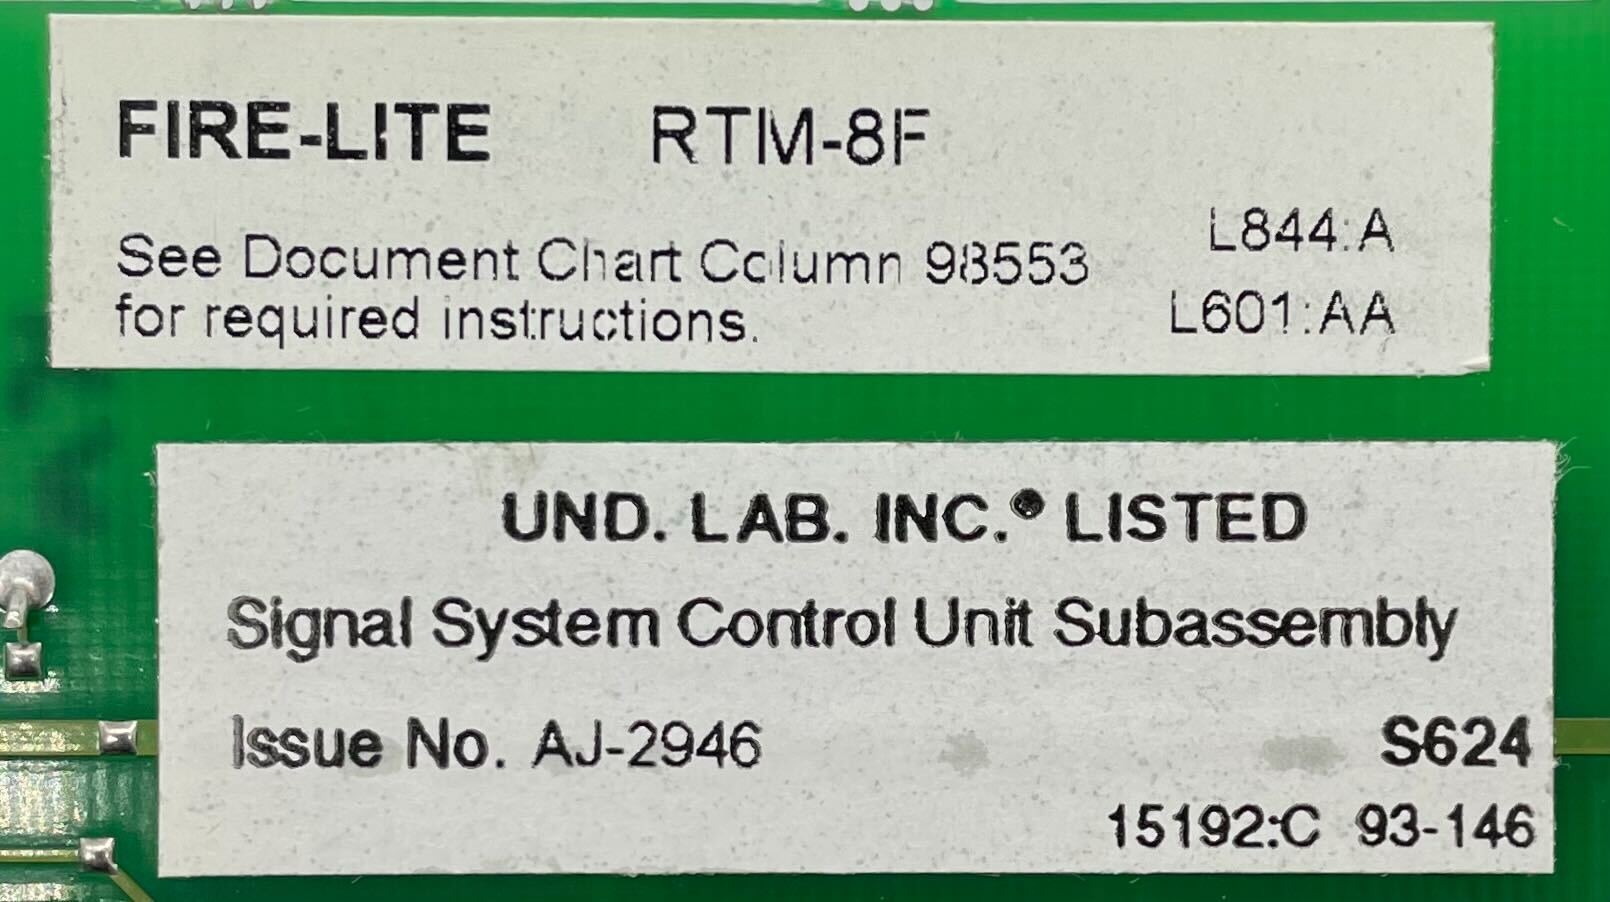 FIRE-LITE RTM-8F
See Document Chart Column 98553 L844:A
for required instructions. L601:AA
UND. LAB. INC.® LISTED
Signal System Control Unit Subassembly
Issue No. AJ-2946 S624
15192:C 93-146